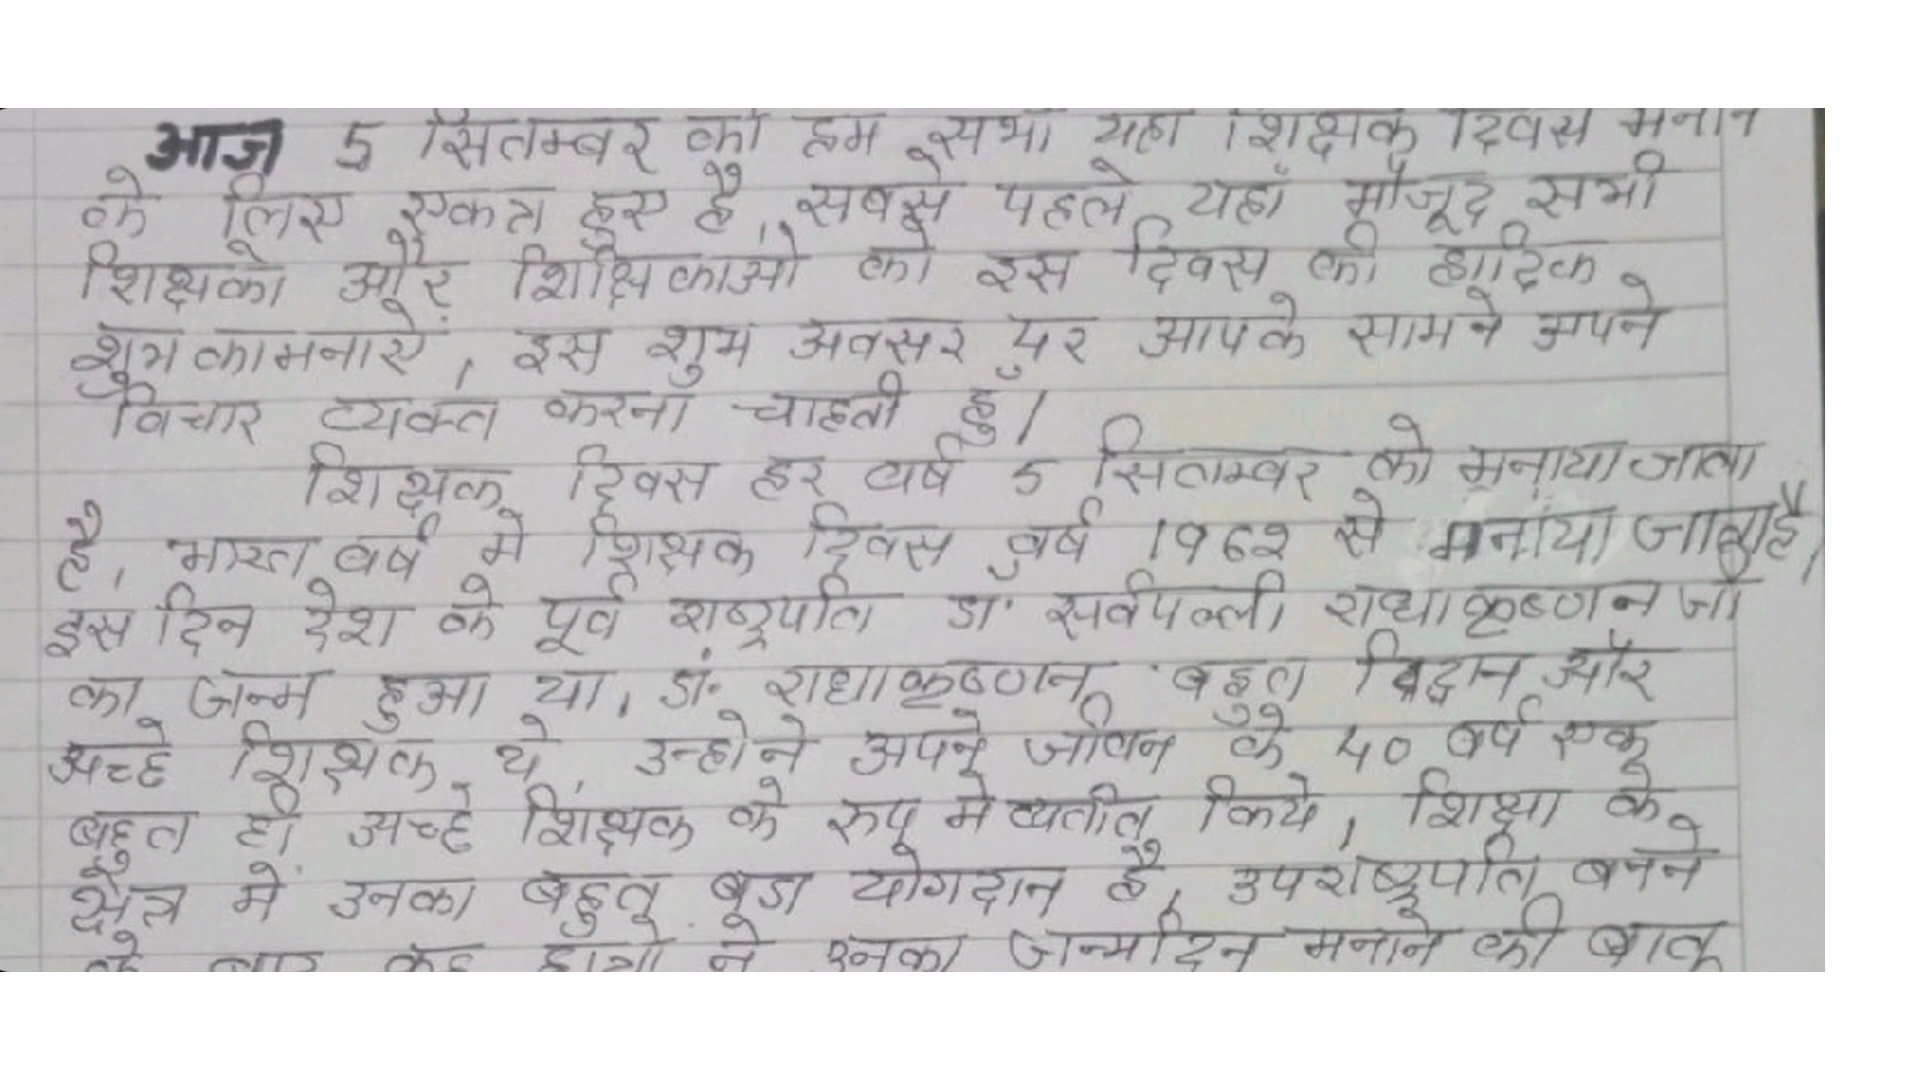 आज 5 सितम्बर को हम सभी यहाँ शिक्षक दिवस मनाने
के लिए एकत्र हुए है, सबसे पहले यहाँ मौजूद सभी
शिक्षको और शिक्षिकाओ को इस दिवस की हार्दिक
शुभकामनाएं, इस शुभ अवसर पर आपके सामने अपने
विचार व्यक्त करना चाहती हुँ।
शिक्षक दिवस हर वर्ष 5 सितम्बर को मनाया जाता
है, भारत वर्ष मे शिक्षक दिवस वर्ष 1962 से मनाया जाता है,
इस दिन देश के पूर्व राष्ट्रपति डा॰ सर्वपल्ली राधाकृष्णन जी
का जन्म हुआ था, डा॰ राधाकृष्णन बहुत विद्वान और
अच्छे शिक्षक थे, उन्होने अपने जीवन के 40 वर्ष एक
बहुत ही अच्छे शिक्षक के रुप मे व्यतीत किये, शिक्षा के
क्षेत्र में उनका बहुत बडा योगदान है, उपराष्ट्रपति बनने
के बाद कई छात्रो ने उनका जन्मदिन मनाने की बात